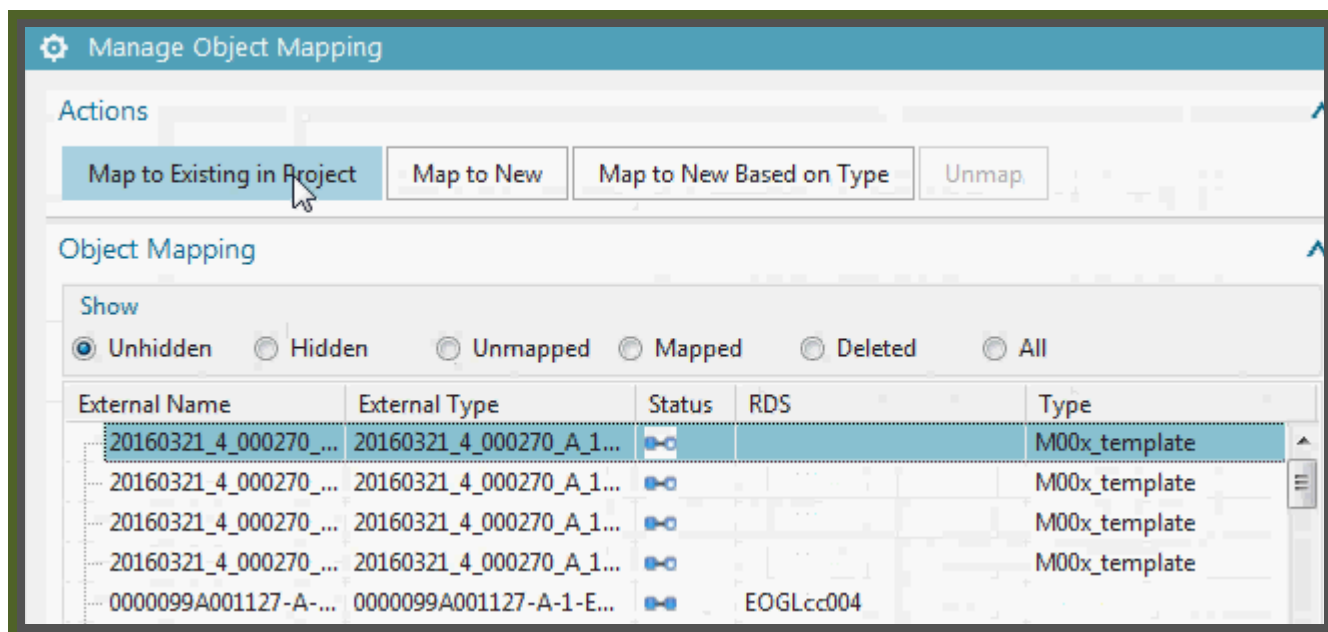 Manage Object Mapping
Actions
Map to Existing in Project Map to New Map to New Based on Type Unmap
Object Mapping
Show
Unhidden Hidden Unmapped Mapped Deleted All
External Name External Type Status RDS Type
20160321_4_000270_... 20160321_4_000270_A_1... M00x_template
20160321_4_000270_... 20160321_4_000270_A_1... M00x_template
20160321_4_000270_... 20160321_4_000270_A_1... M00x_template
20160321_4_000270_... 20160321_4_000270_A_1... M00x_template
0000099A001127-A-... 0000099A001127-A-1-E... EOGLcc004